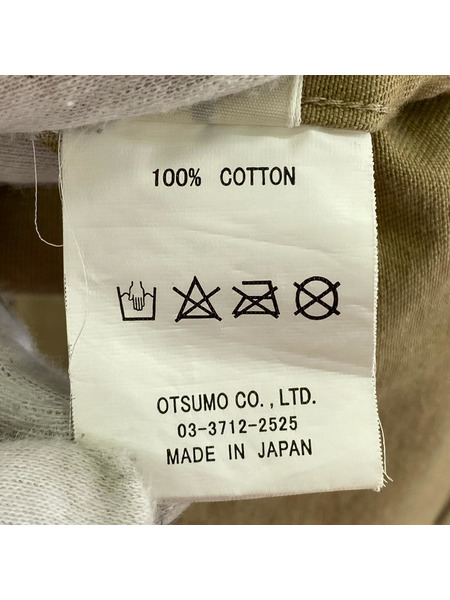 100% COTTON
OTSUMO CO., LTD.
03-3712-2525
MADE IN JAPAN